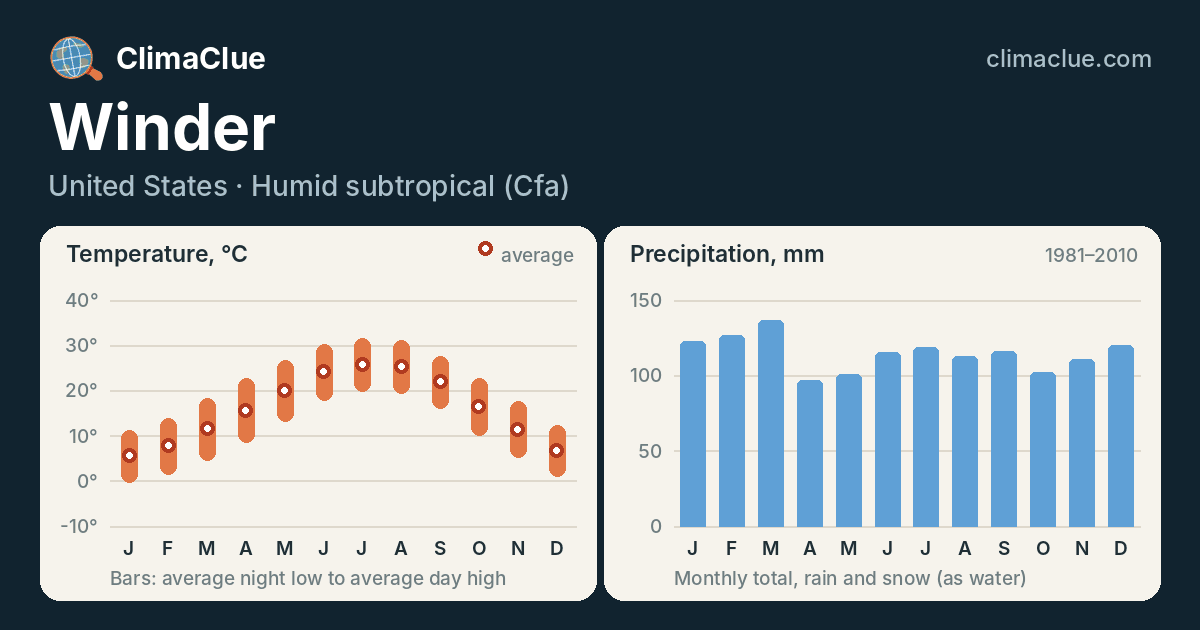 ClimaClue
climaclue.com
Winder
United States · Humid subtropical (Cfa)
Temperature, °C
average
40°
30°
20°
10°
0°
-10°
J F M A M J J A S O N D
Bars: average night low to average day high
Precipitation, mm
1981–2010
150
100
50
0
J F M A M J J A S O N D
Monthly total, rain and snow (as water)